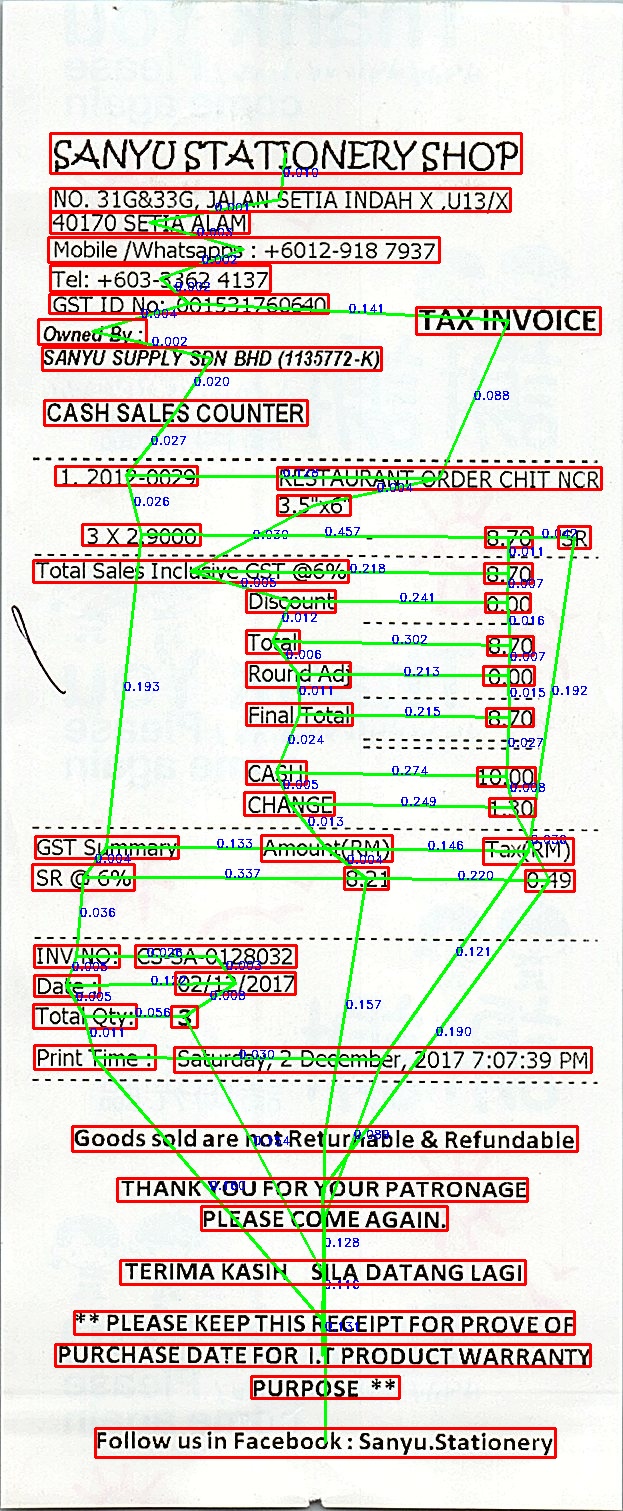 SANYU STATIONERY SHOP
NO. 31G&33G, JALAN SETIA INDAH X ,U13/X
40170 SETIA ALAM
Mobile /Whatsapps : +6012-918 7937
Tel: +603-3362 4137
GST ID No: 001531760640
TAX INVOICE
Owned By :
SANYU SUPPLY SDN BHD (1135772-K)
CASH SALES COUNTER
1. 2012-0029 RESTAURANT ORDER CHIT NCR
3.5"x6"
3 X 2.9000 8.70 SR
Total Sales Inclusive GST @6% 8.70
Discount 0.00
Total 8.70
Round Adj 0.00
Final Total 8.70
CASH 10.00
CHANGE 1.30
GST Summary Amount(RM) Tax(RM)
SR @ 6% 8.21 0.49
INV NO: CS-SA-0128032
Date : 02/12/2017
Total Qty: 3
Print Time : Saturday, 2 December, 2017 7:07:39 PM
Goods sold are not Returnable & Refundable
THANK YOU FOR YOUR PATRONAGE
PLEASE COME AGAIN.
TERIMA KASIH SILA DATANG LAGI
** PLEASE KEEP THIS RECEIPT FOR PROVE OF
PURCHASE DATE FOR I.T PRODUCT WARRANTY
PURPOSE **
Follow us in Facebook : Sanyu.Stationery